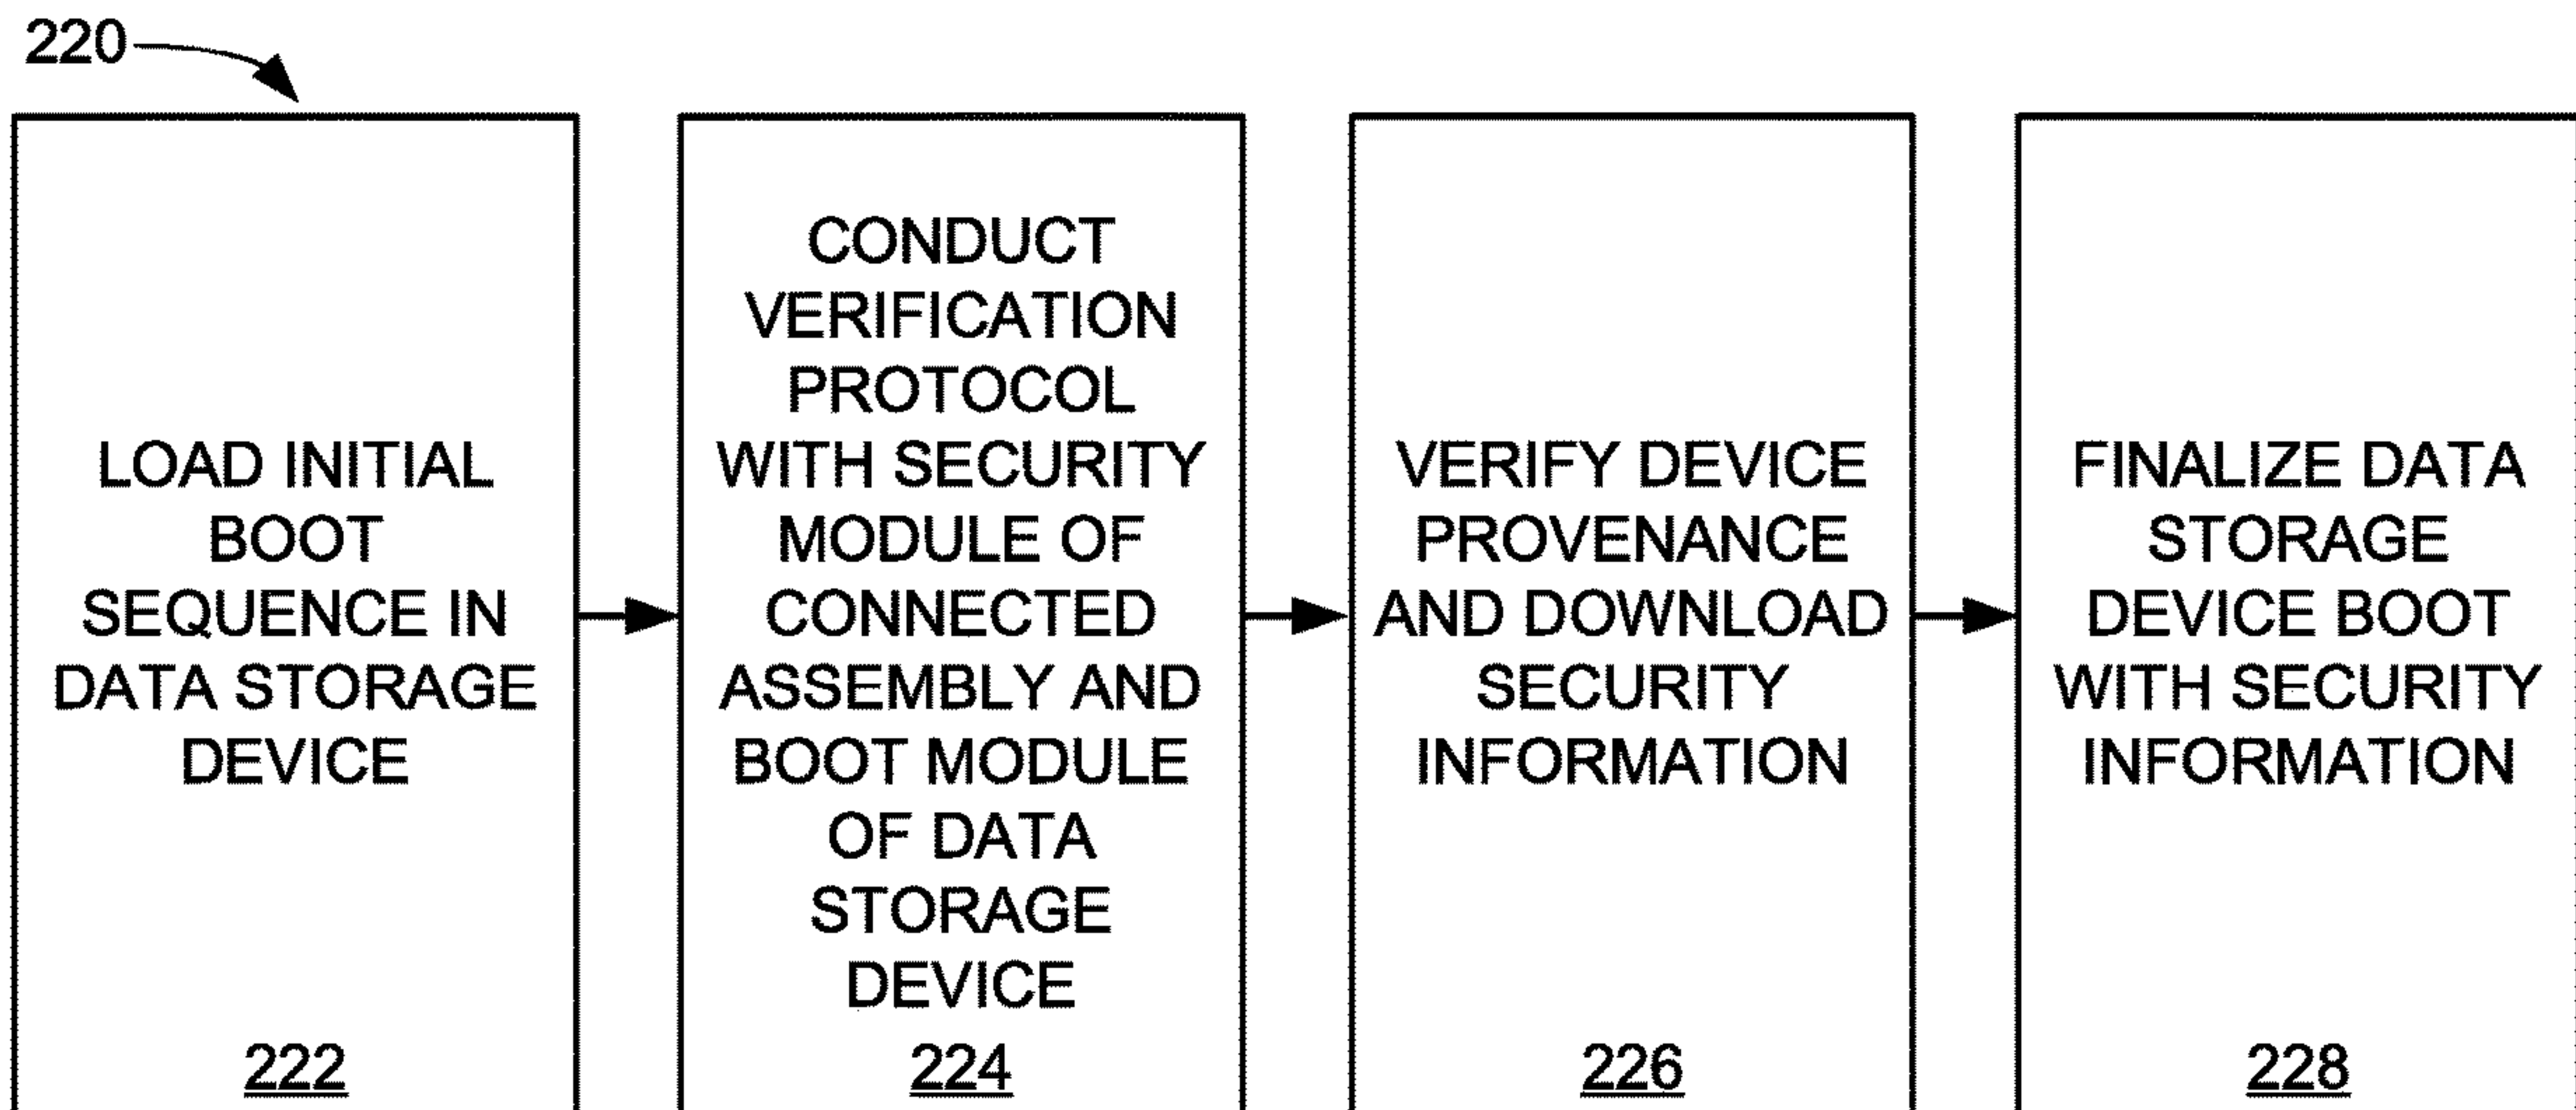 220
LOAD INITIAL
BOOT
SEQUENCE IN
DATA STORAGE
DEVICE
222
CONDUCT
VERIFICATION
PROTOCOL
WITH SECURITY
MODULE OF
CONNECTED
ASSEMBLY AND
BOOT MODULE
OF DATA
STORAGE
DEVICE
224
VERIFY DEVICE
PROVENANCE
AND DOWNLOAD
SECURITY
INFORMATION
226
FINALIZE DATA
STORAGE
DEVICE BOOT
WITH SECURITY
INFORMATION
228